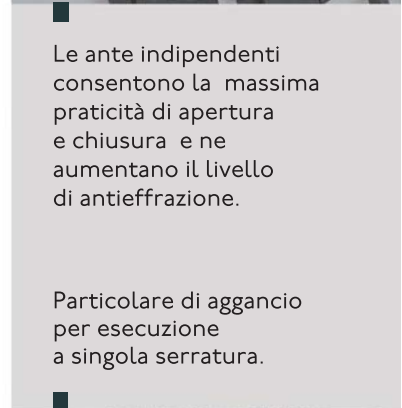 Le ante indipendenti
consentono la  massima
praticità di apertura
e chiusura  e ne
aumentano il livello
di antieffrazione.
Particolare di aggancio
per esecuzione
a singola serratura.